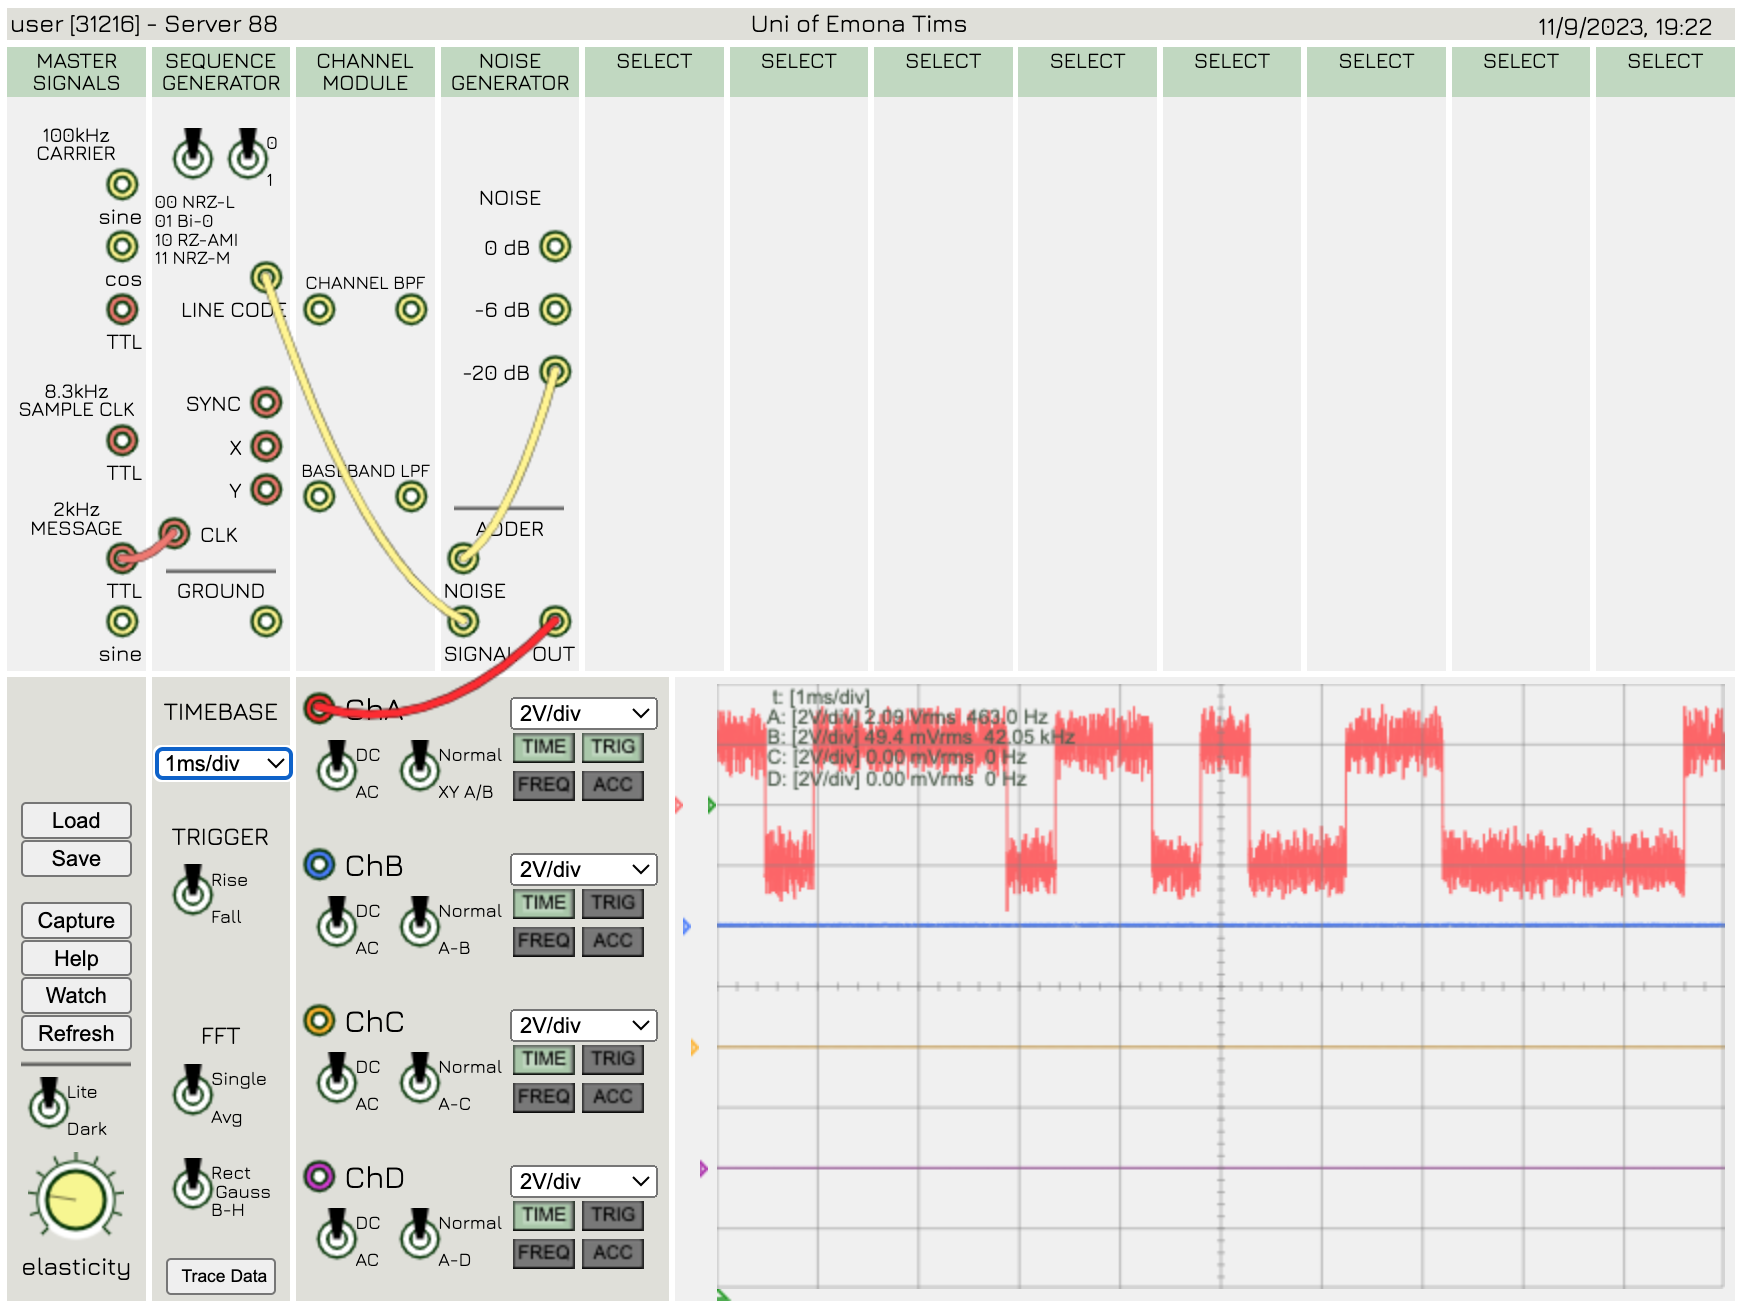 user [31216] - Server 88
Uni of Emona Tims
11/9/2023, 19:22
MASTER
SIGNALS
SEQUENCE
GENERATOR
CHANNEL
MODULE
NOISE
GENERATOR
SELECT
SELECT
SELECT
SELECT
SELECT
SELECT
SELECT
SELECT
100kHz
CARRIER
sine
cos
TTL
8.3kHz
SAMPLE CLK
TTL
2kHz
MESSAGE
TTL
sine
0
1
00 NRZ-L
01 Bi-0
10 RZ-AMI
11 NRZ-M
LINE CODE
SYNC
X
Y
CLK
GROUND
CHANNEL BPF
BASEBAND LPF
NOISE
0 dB
-6 dB
-20 dB
ADDER
NOISE
SIGNAL
OUT
Load
Save
Capture
Help
Watch
Refresh
Lite
Dark
elasticity
TIMEBASE
1ms/div
TRIGGER
Rise
Fall
FFT
Single
Avg
Rect
Gauss
B-H
Trace Data
ChA
2V/div
DC
AC
Normal
XY A/B
TIME
TRIG
FREQ
ACC
ChB
2V/div
DC
AC
Normal
A-B
TIME
TRIG
FREQ
ACC
ChC
2V/div
DC
AC
Normal
A-C
TIME
TRIG
FREQ
ACC
ChD
2V/div
DC
AC
Normal
A-D
TIME
TRIG
FREQ
ACC
t: [1ms/div]
A: [2V/div] 2.09 Vrms 463.0 Hz
B: [2V/div] 49.4 mVrms 42.05 kHz
C: [2V/div] 0.00 mVrms 0 Hz
D: [2V/div] 0.00 mVrms 0 Hz